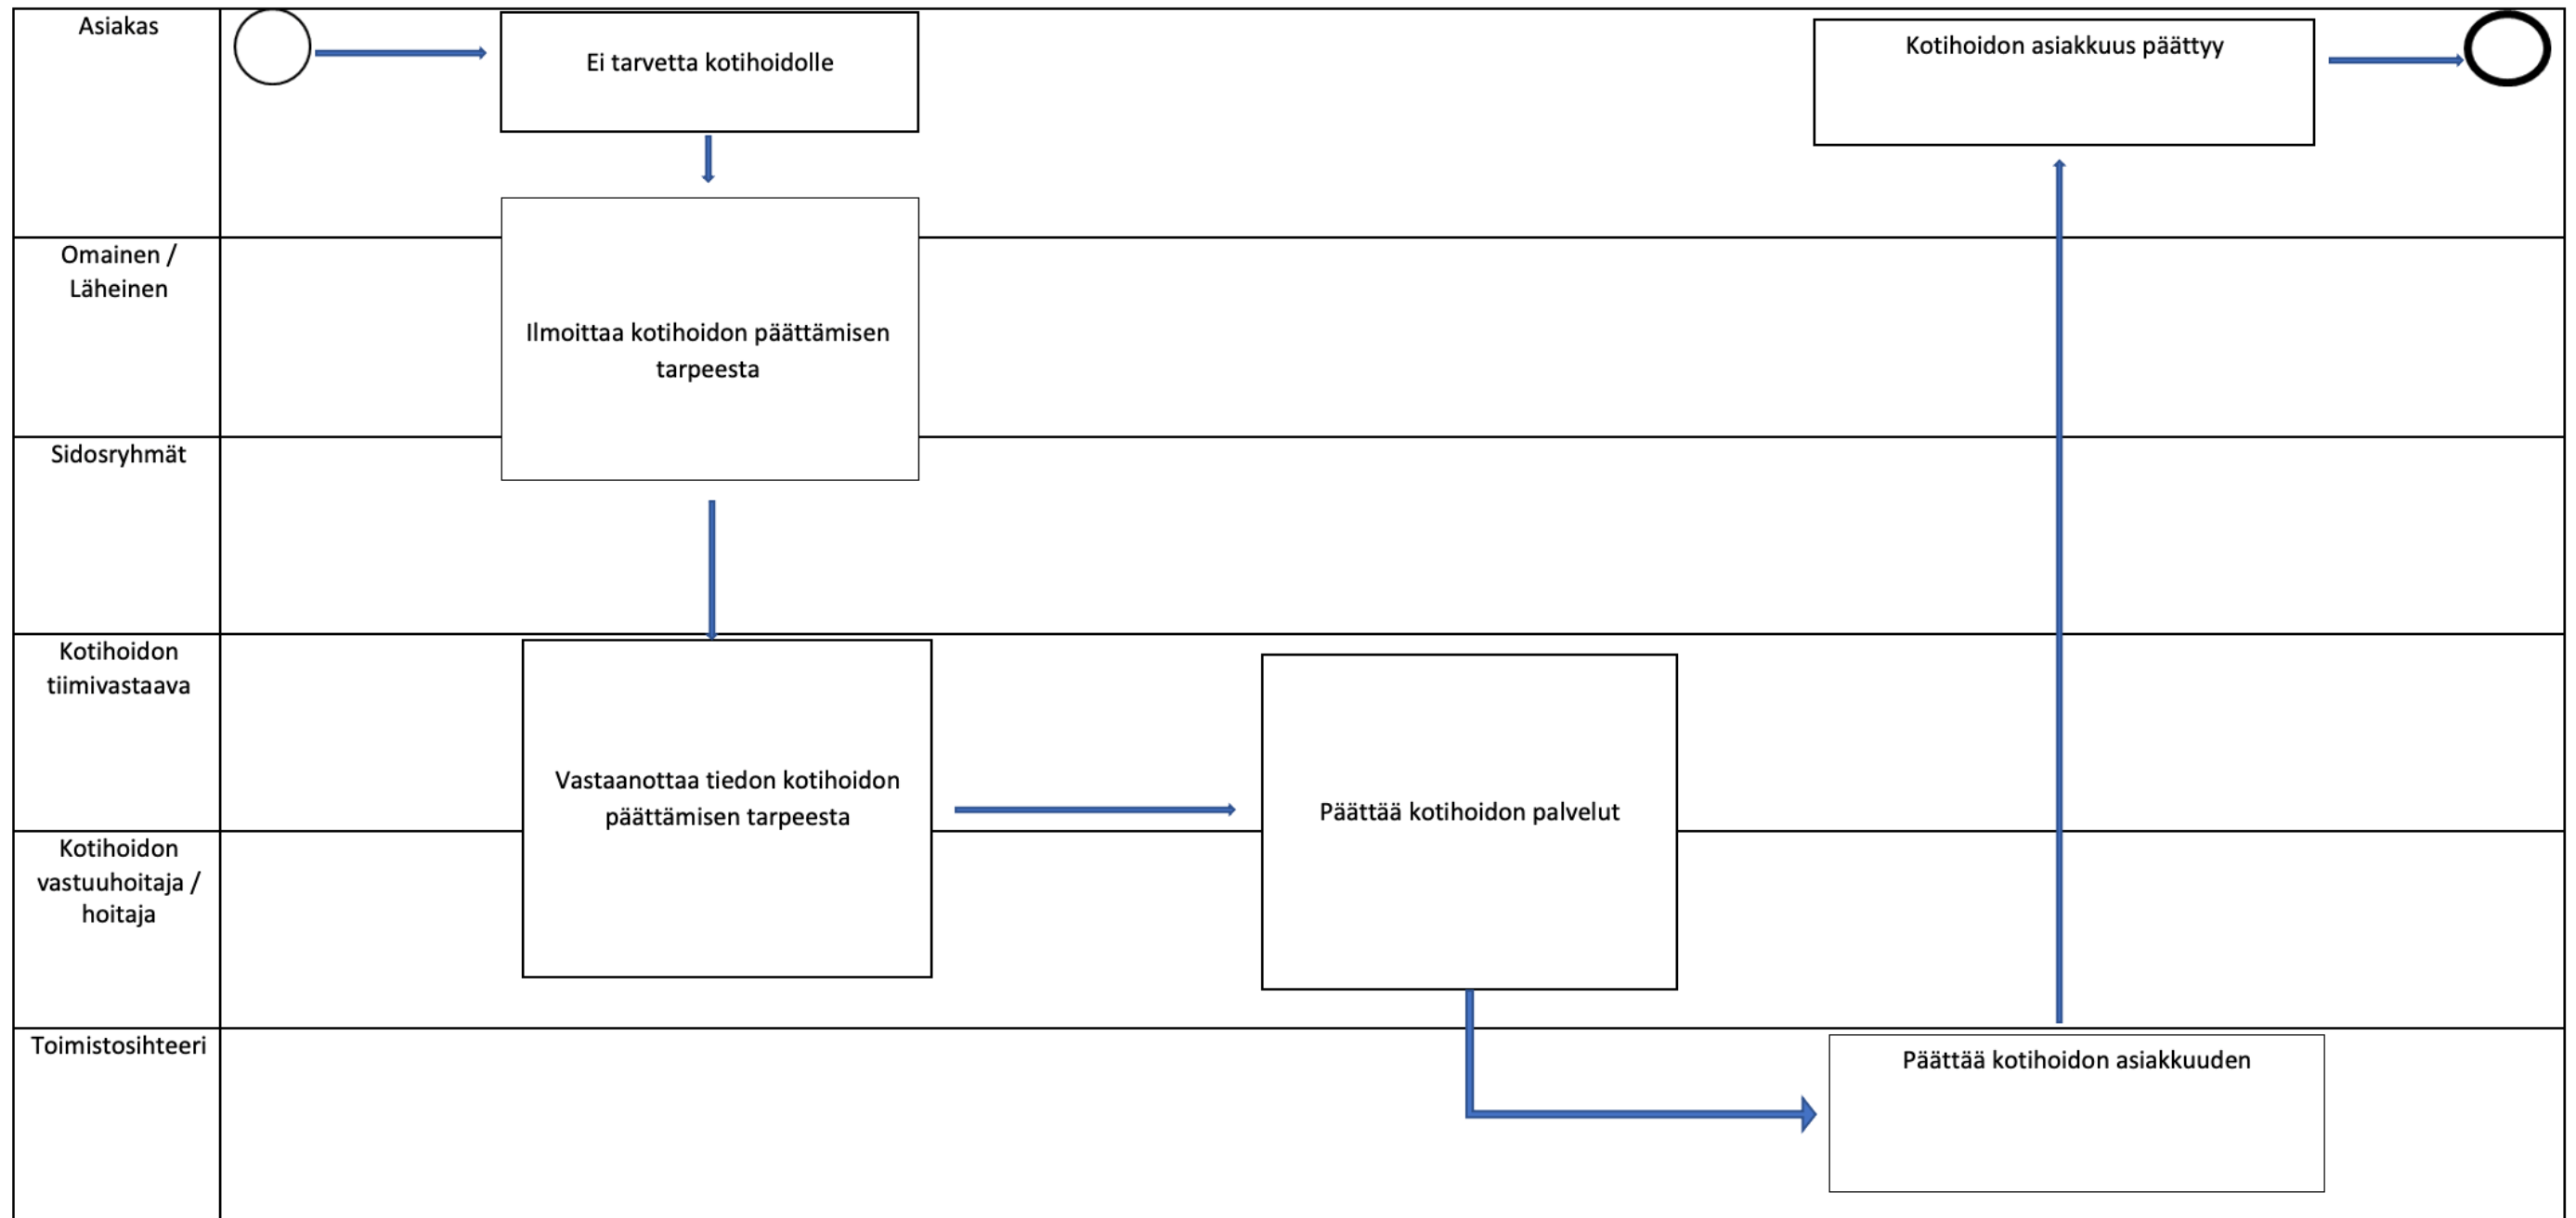 Asiakas
Ei tarvetta kotihoidolle
Kotihoidon asiakkuus päättyy
Omainen /
Läheinen
Ilmoittaa kotihoidon päättämisen
tarpeesta
Sidosryhmät
Kotihoidon
tiimivastaava
Vastaanottaa tiedon kotihoidon
päättämisen tarpeesta
Päättää kotihoidon palvelut
Kotihoidon
vastuuhoitaja /
hoitaja
Toimistosihteeri
Päättää kotihoidon asiakkuuden